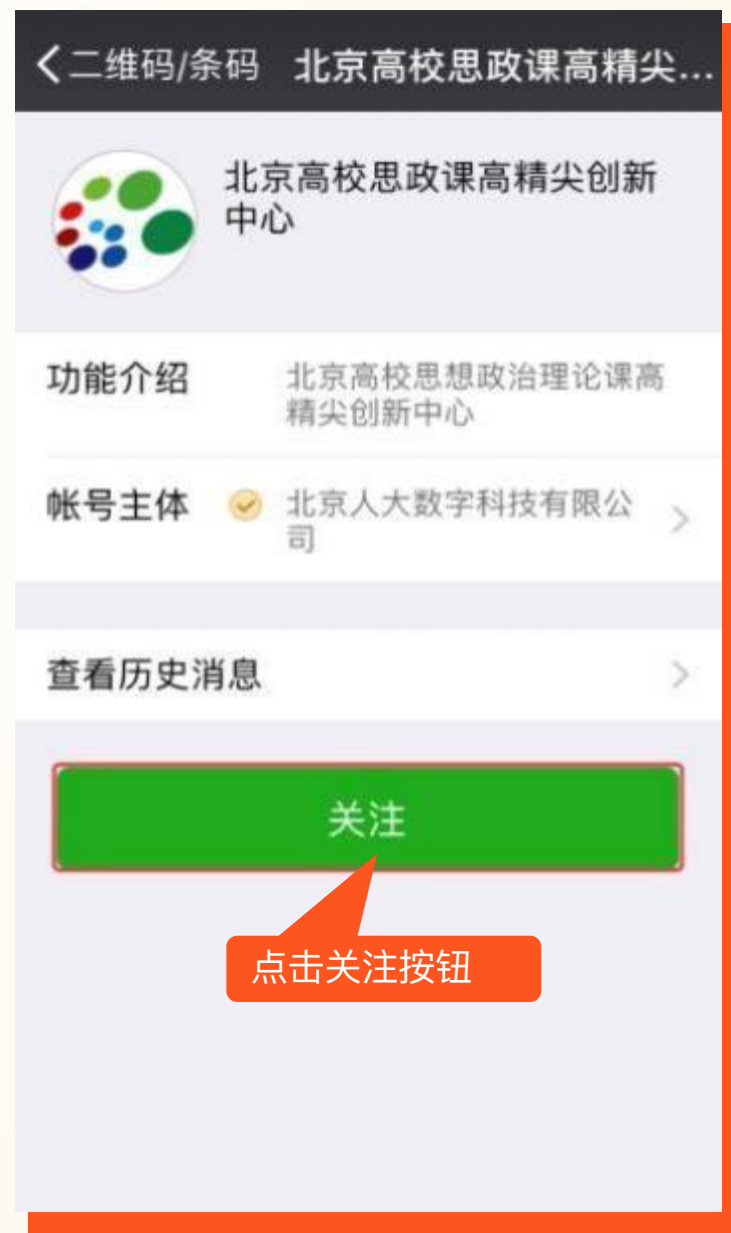 二维码/条码 北京高校思政课高精尖...
北京高校思政课高精尖创新
中心
功能介绍 北京高校思想政治理论课高
精尖创新中心
帐号主体 北京人大数字科技有限公
司
查看历史消息
关注
点击关注按钮